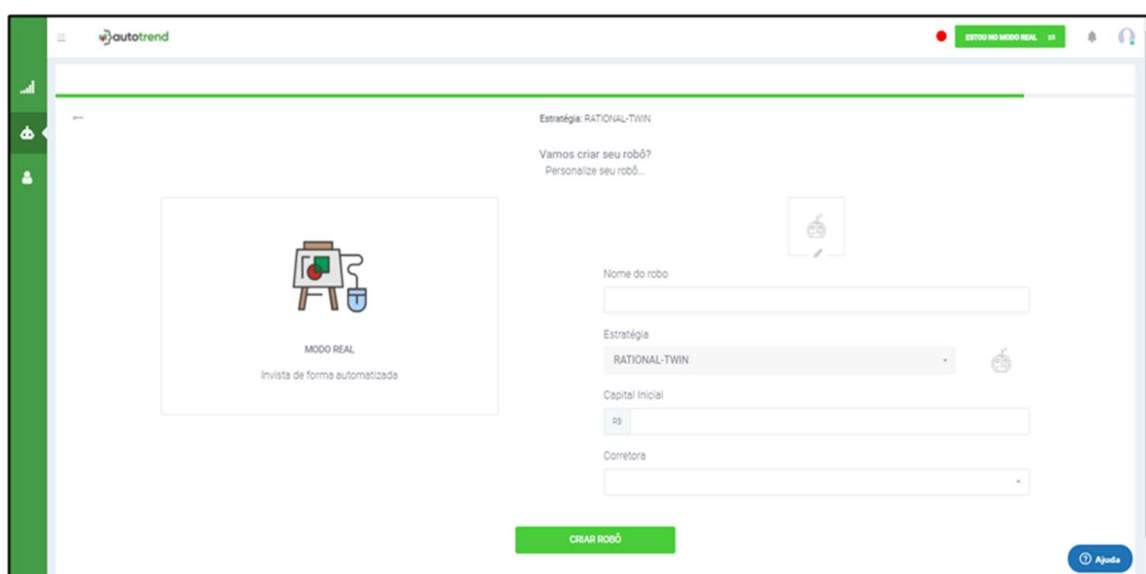 autotrend
ESTOU NO MODO REAL
Estratégia: RATIONAL-TWIN
Vamos criar seu robô?
Personalize seu robô...
MODO REAL
Invista de forma automatizada
Nome do robo
Estratégia
RATIONAL-TWIN
Capital Inicial
R$
Corretora
CRIAR ROBÔ
Ajuda